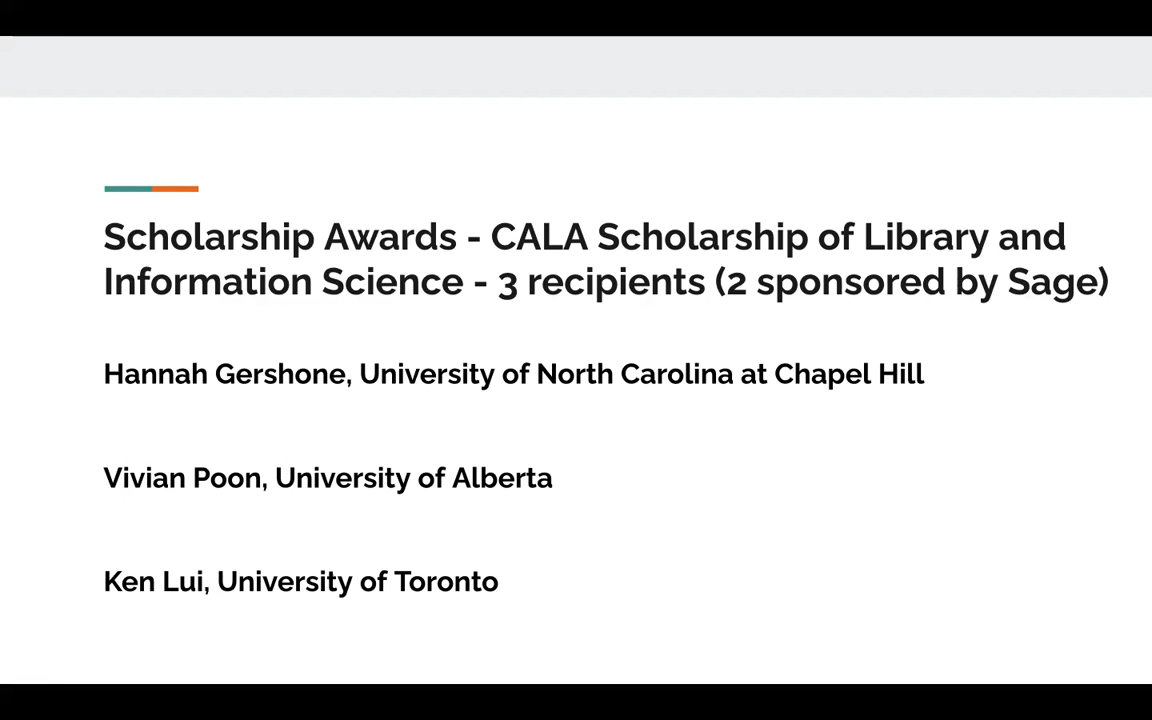 Scholarship Awards - CALA Scholarship of Library and
Information Science - 3 recipients (2 sponsored by Sage)
Hannah Gershone, University of North Carolina at Chapel Hill
Vivian Poon, University of Alberta
Ken Lui, University of Toronto